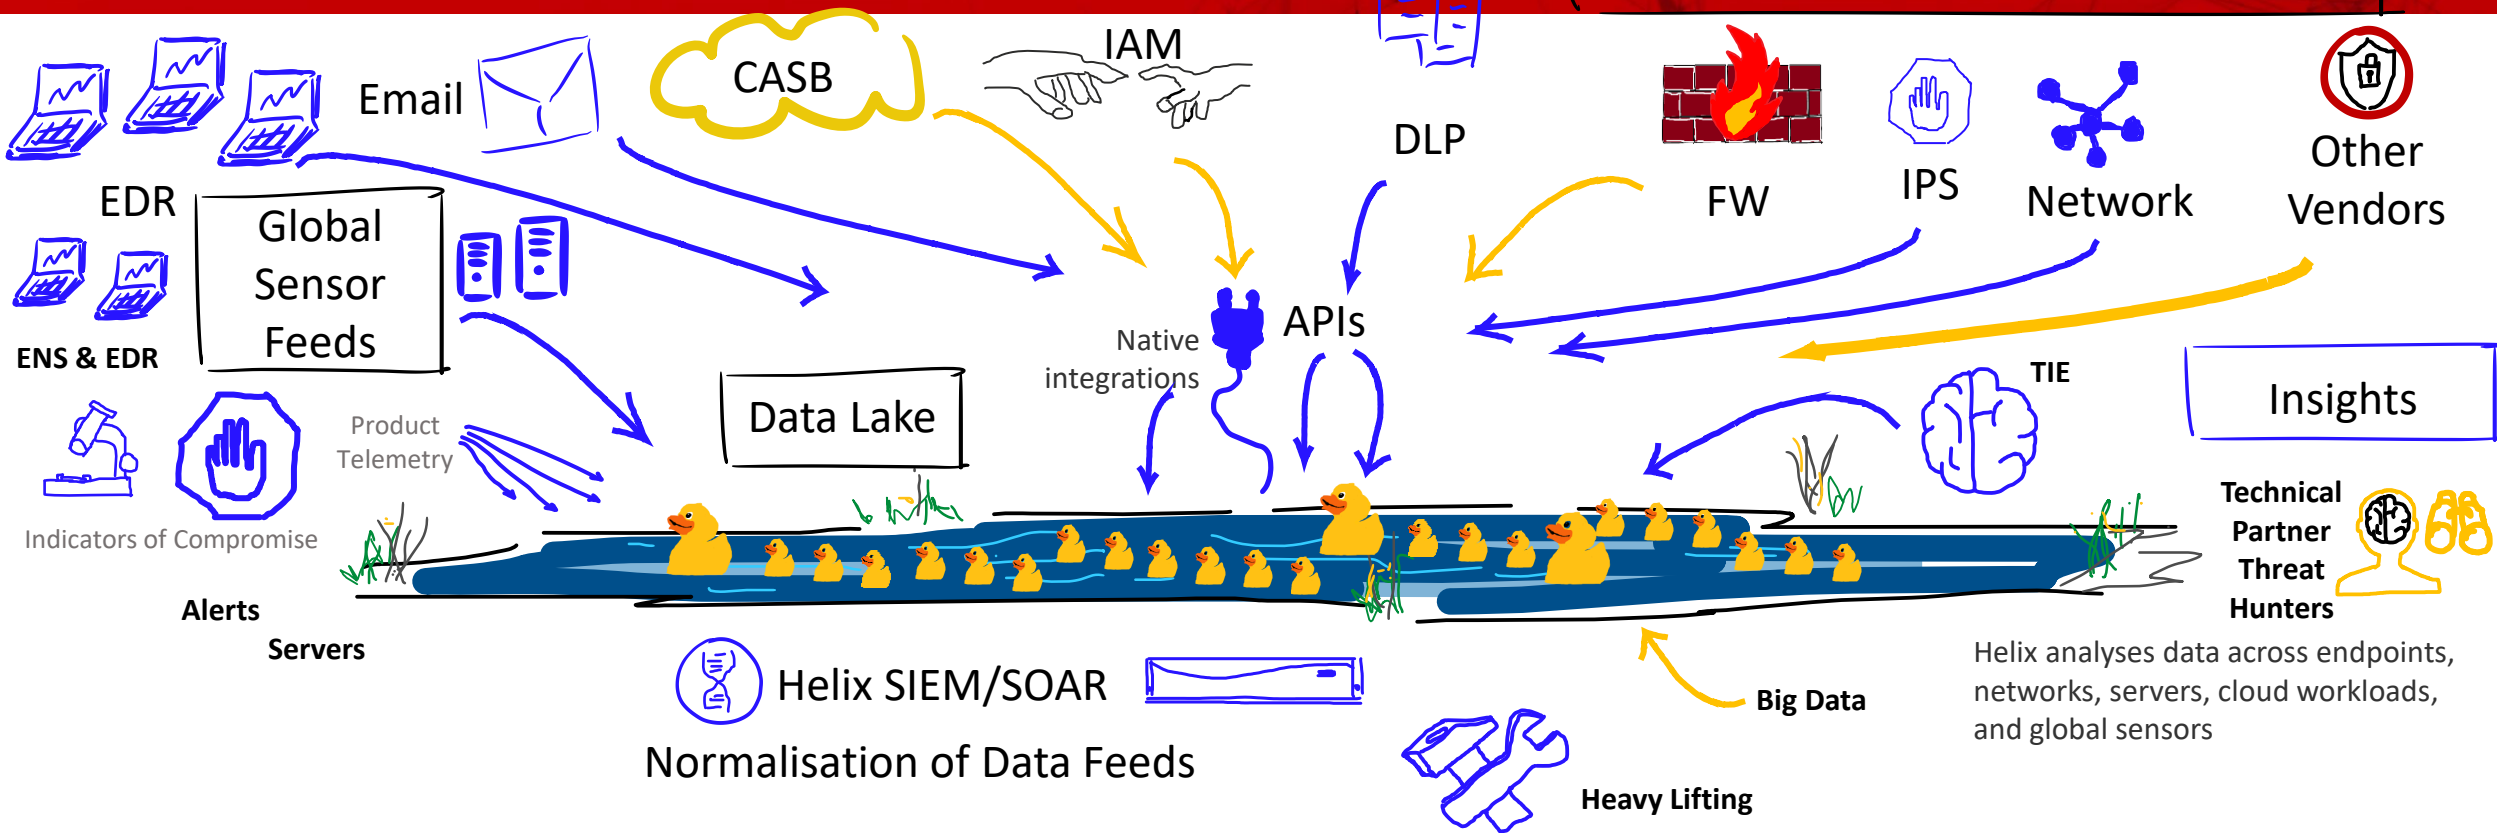 IAM
CASB
Email
DLP
Other
Vendors
EDR
FW
IPS
Network
Global
Sensor
Feeds
ENS & EDR
APIs
Native
integrations
TIE
Insights
Data Lake
Product
Telemetry
Indicators of Compromise
Technical
Partner
Threat
Hunters
Alerts
Servers
Helix SIEM/SOAR
Normalisation of Data Feeds
Big Data
Heavy Lifting
Helix analyses data across endpoints,
networks, servers, cloud workloads,
and global sensors